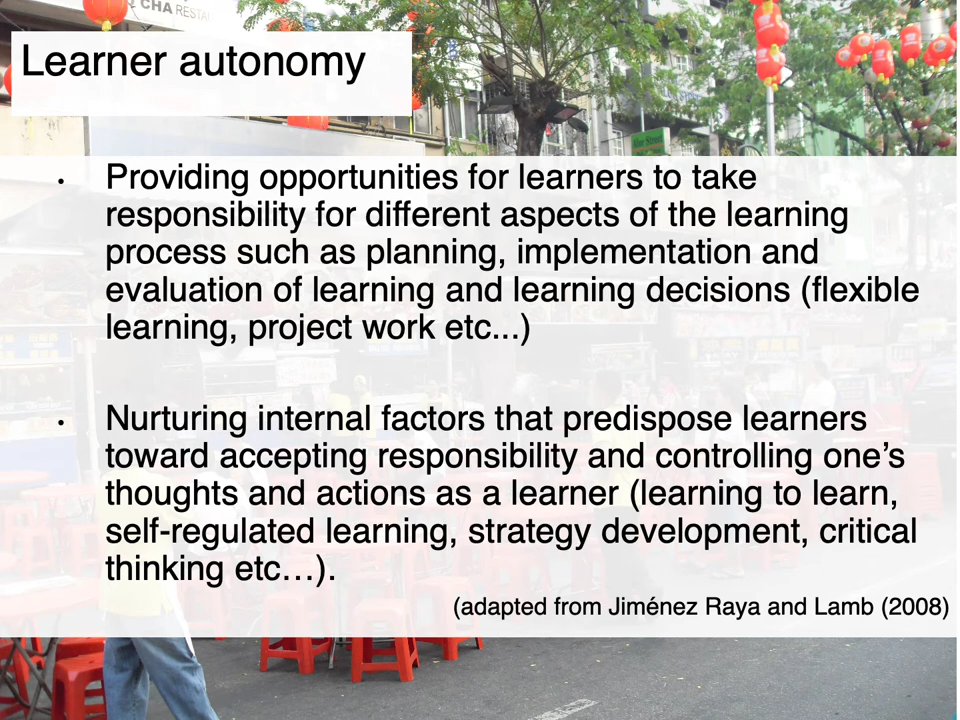 CHA RESTA
Learner autonomy
• Providing opportunities for learners to take
responsibility for different aspects of the learning
process such as planning, implementation and
evaluation of learning and learning decisions (flexible
learning, project work etc...)
• Nurturing internal factors that predispose learners
toward accepting responsibility and controlling one’s
thoughts and actions as a learner (learning to learn,
self-regulated learning, strategy development, critical
thinking etc…).
(adapted from Jiménez Raya and Lamb (2008)